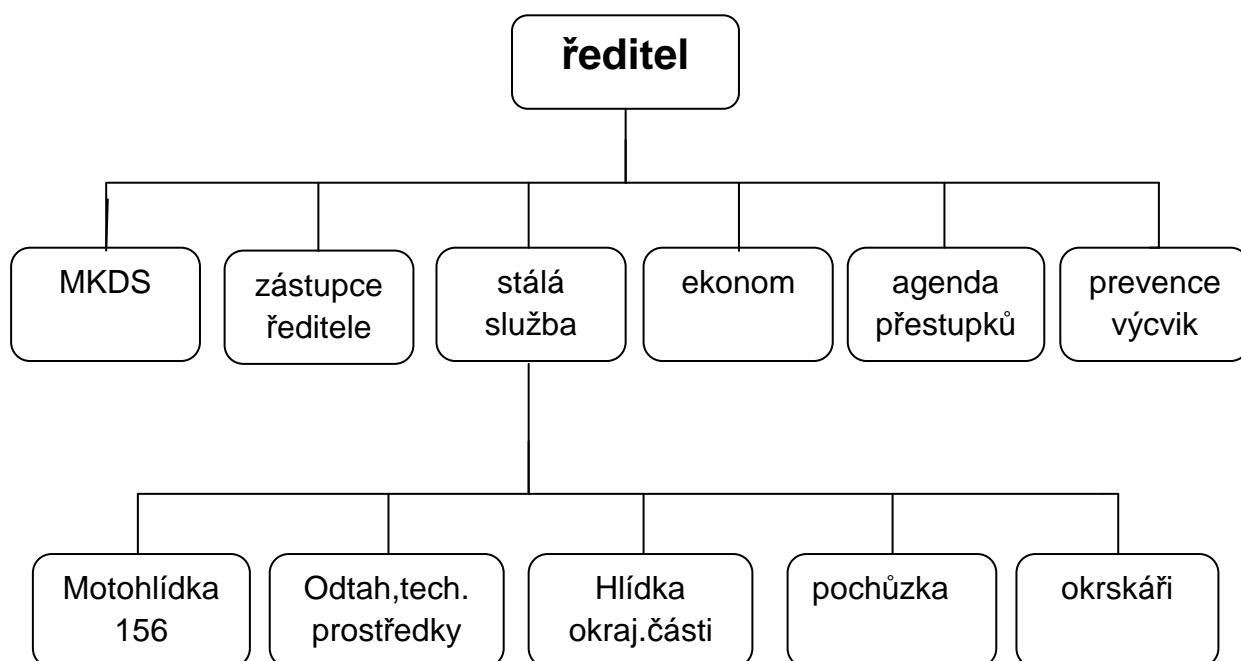 ředitel
MKDS
zástupce
ředitele
stálá
služba
ekonom
agenda
přestupků
prevence
výcvik
Motohlídka
156
Odtah,tech.
prostředky
Hlídka
okraj.části
pochůzka
okrskáři